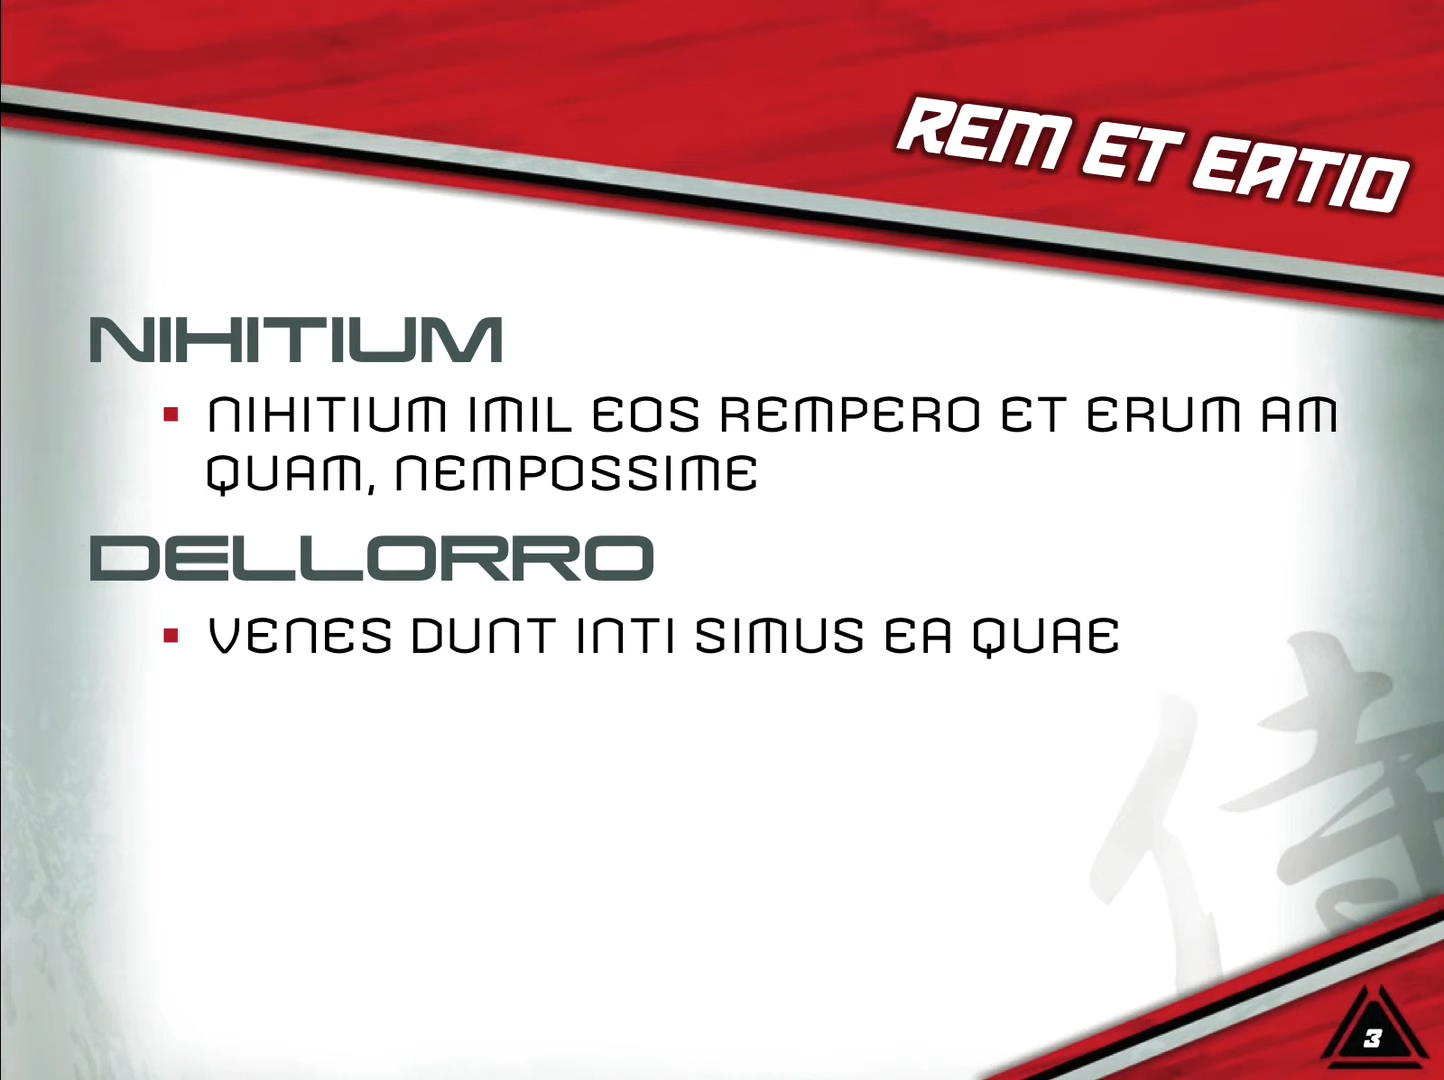 REM ET EATIO
NIHITIUM
▪ NIHITIUM IMIL EOS REMPERO ET ERUM AM
QUAM, NEMPOSSIME
DELLORRO
▪ VENES DUNT INTI SIMUS EA QUAE
侍
3